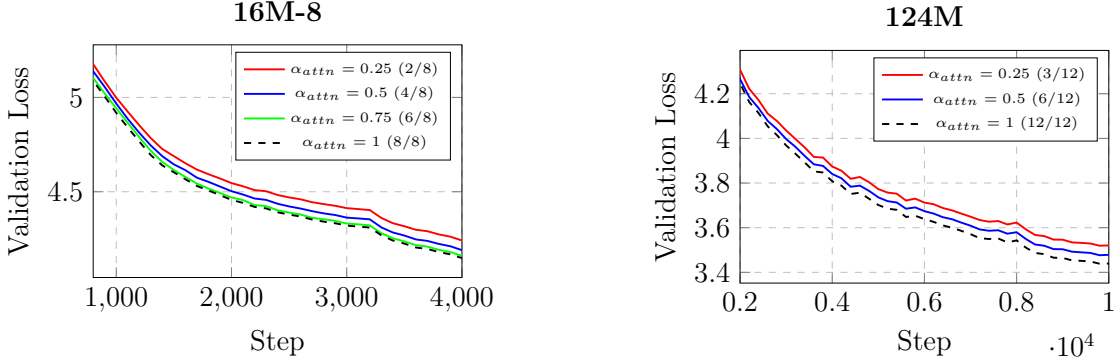 16M-8
Validation Loss
5
4.5
α_attn = 0.25 (2/8)
α_attn = 0.5 (4/8)
α_attn = 0.75 (6/8)
α_attn = 1 (8/8)
1,000 2,000 3,000 4,000
Step
124M
Validation Loss
4.2
4
3.8
3.6
3.4
α_attn = 0.25 (3/12)
α_attn = 0.5 (6/12)
α_attn = 1 (12/12)
0.2 0.4 0.6 0.8 1
Step
·10⁴